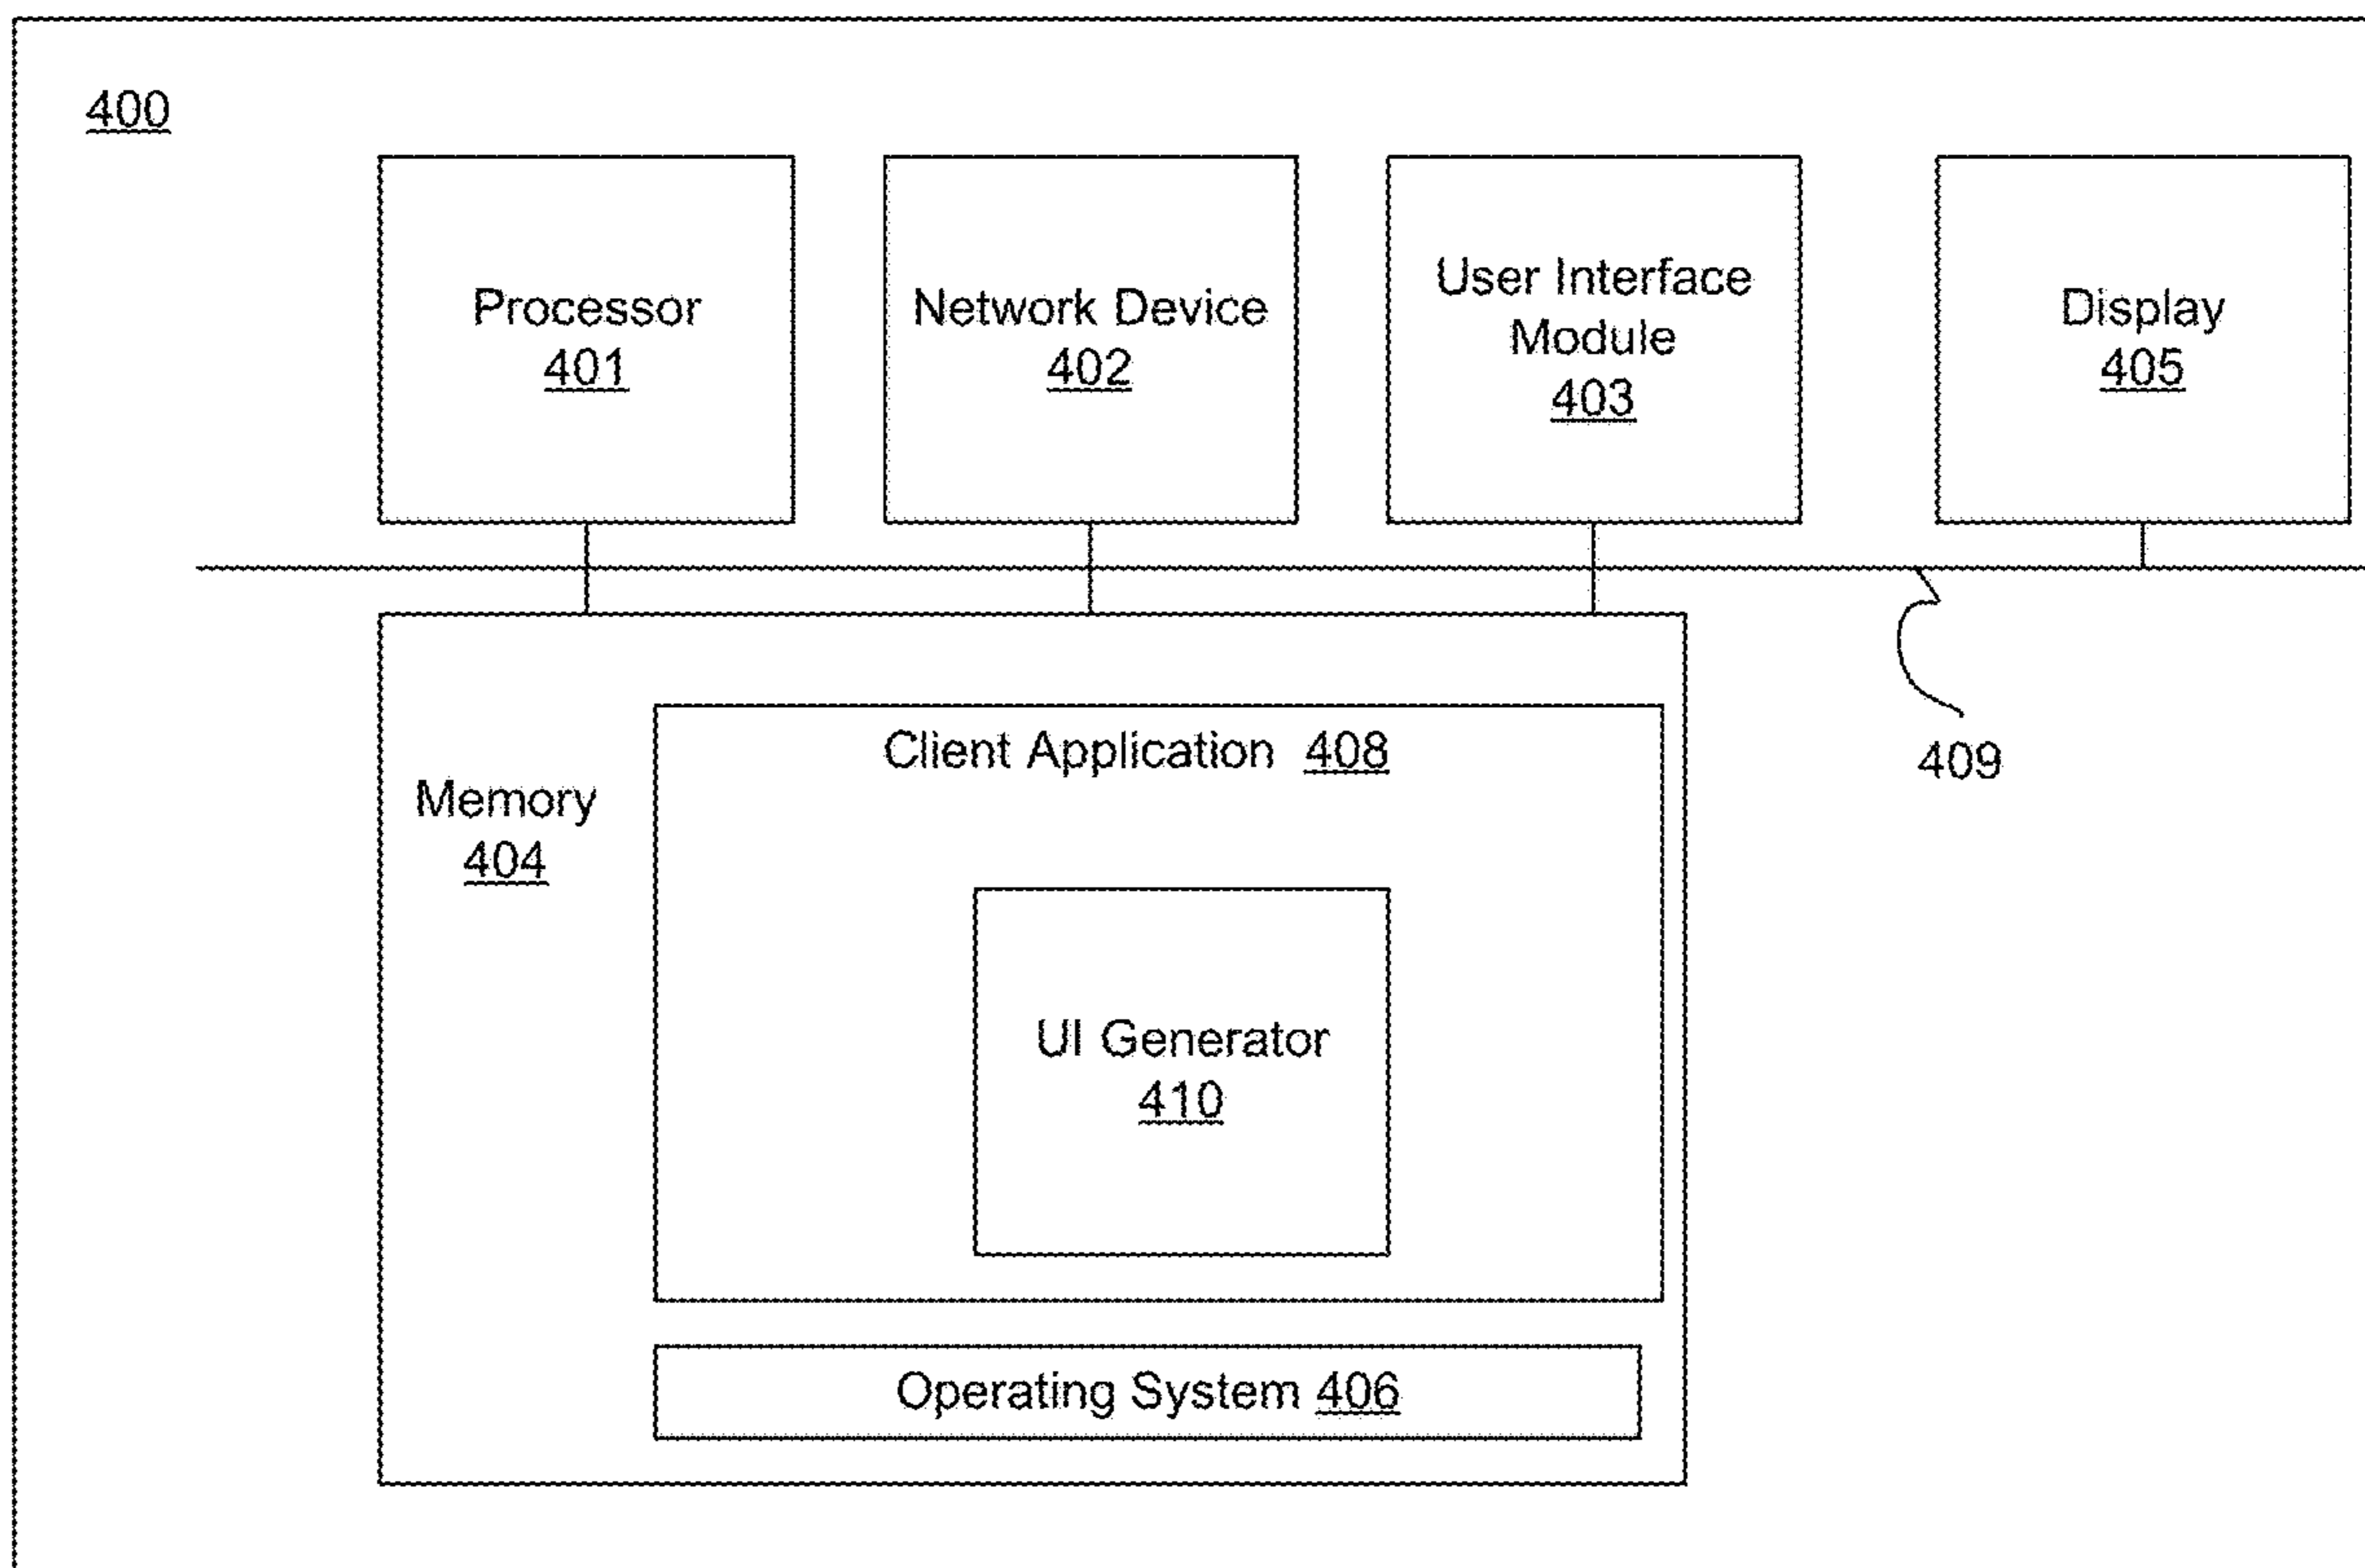 400
Processor
401
Network Device
402
User Interface
Module
403
Display
405
409
Client Application 408
Memory
404
UI Generator
410
Operating System 406